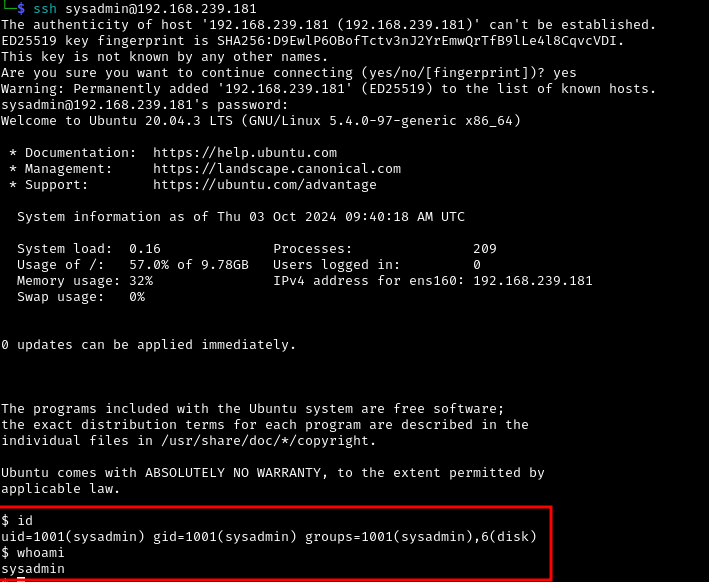 └─$ ssh sysadmin@192.168.239.181
The authenticity of host '192.168.239.181 (192.168.239.181)' can't be established.
ED25519 key fingerprint is SHA256:D9EwlP6OBofTctv3nJ2YrEmwQrTfB9lLe4l8CqvcVDI.
This key is not known by any other names.
Are you sure you want to continue connecting (yes/no/[fingerprint])? yes
Warning: Permanently added '192.168.239.181' (ED25519) to the list of known hosts.
sysadmin@192.168.239.181's password:
Welcome to Ubuntu 20.04.3 LTS (GNU/Linux 5.4.0-97-generic x86_64)
* Documentation:  https://help.ubuntu.com
* Management:     https://landscape.canonical.com
* Support:        https://ubuntu.com/advantage
System information as of Thu 03 Oct 2024 09:40:18 AM UTC
System load:  0.16              Processes:               209
Usage of /:   57.0% of 9.78GB   Users logged in:         0
Memory usage: 32%               IPv4 address for ens160: 192.168.239.181
Swap usage:   0%
0 updates can be applied immediately.
The programs included with the Ubuntu system are free software;
the exact distribution terms for each program are described in the
individual files in /usr/share/doc/*/copyright.
Ubuntu comes with ABSOLUTELY NO WARRANTY, to the extent permitted by
applicable law.
$ id
uid=1001(sysadmin) gid=1001(sysadmin) groups=1001(sysadmin),6(disk)
$ whoami
sysadmin